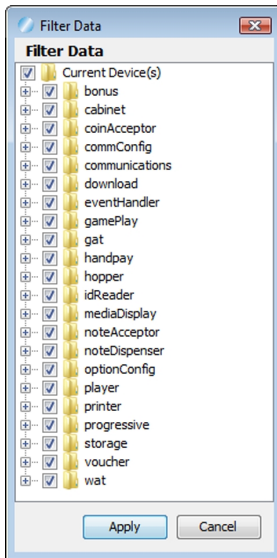 Filter Data
Filter Data
Current Device(s)
bonus
cabinet
coinAcceptor
commConfig
communications
download
eventHandler
gamePlay
gat
handpay
hopper
idReader
mediaDisplay
noteAcceptor
noteDispenser
optionConfig
player
printer
progressive
storage
voucher
wat
Apply Cancel